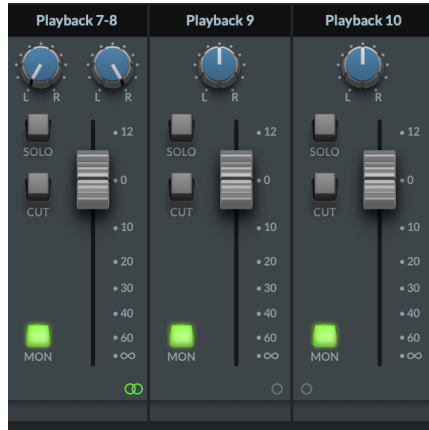 Playback 7-8
L R L R
SOLO
CUT
MON
12
0
10
20
30
40
60
∞
Playback 9
L R
SOLO
CUT
MON
12
0
10
20
30
40
60
∞
Playback 10
L R
SOLO
CUT
MON
12
0
10
20
30
40
60
∞